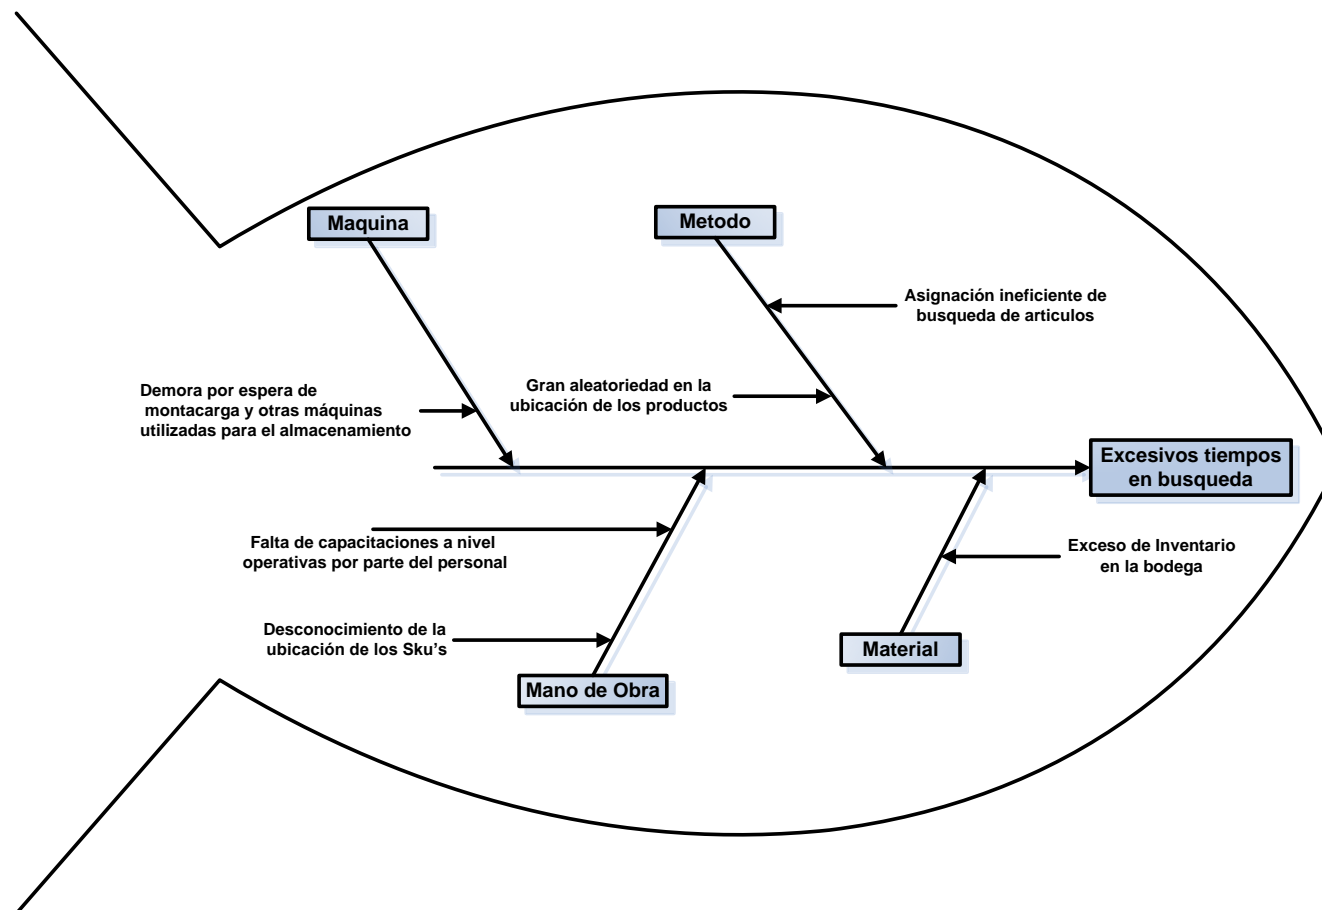 Maquina
Metodo
Asignación ineficiente de
busqueda de articulos
Demora por espera de
montacarga y otras máquinas
utilizadas para el almacenamiento
Gran aleatoriedad en la
ubicación de los productos
Excesivos tiempos
en busqueda
Falta de capacitaciones a nivel
operativas por parte del personal
Exceso de Inventario
en la bodega
Desconocimiento de la
ubicación de los Sku's
Material
Mano de Obra